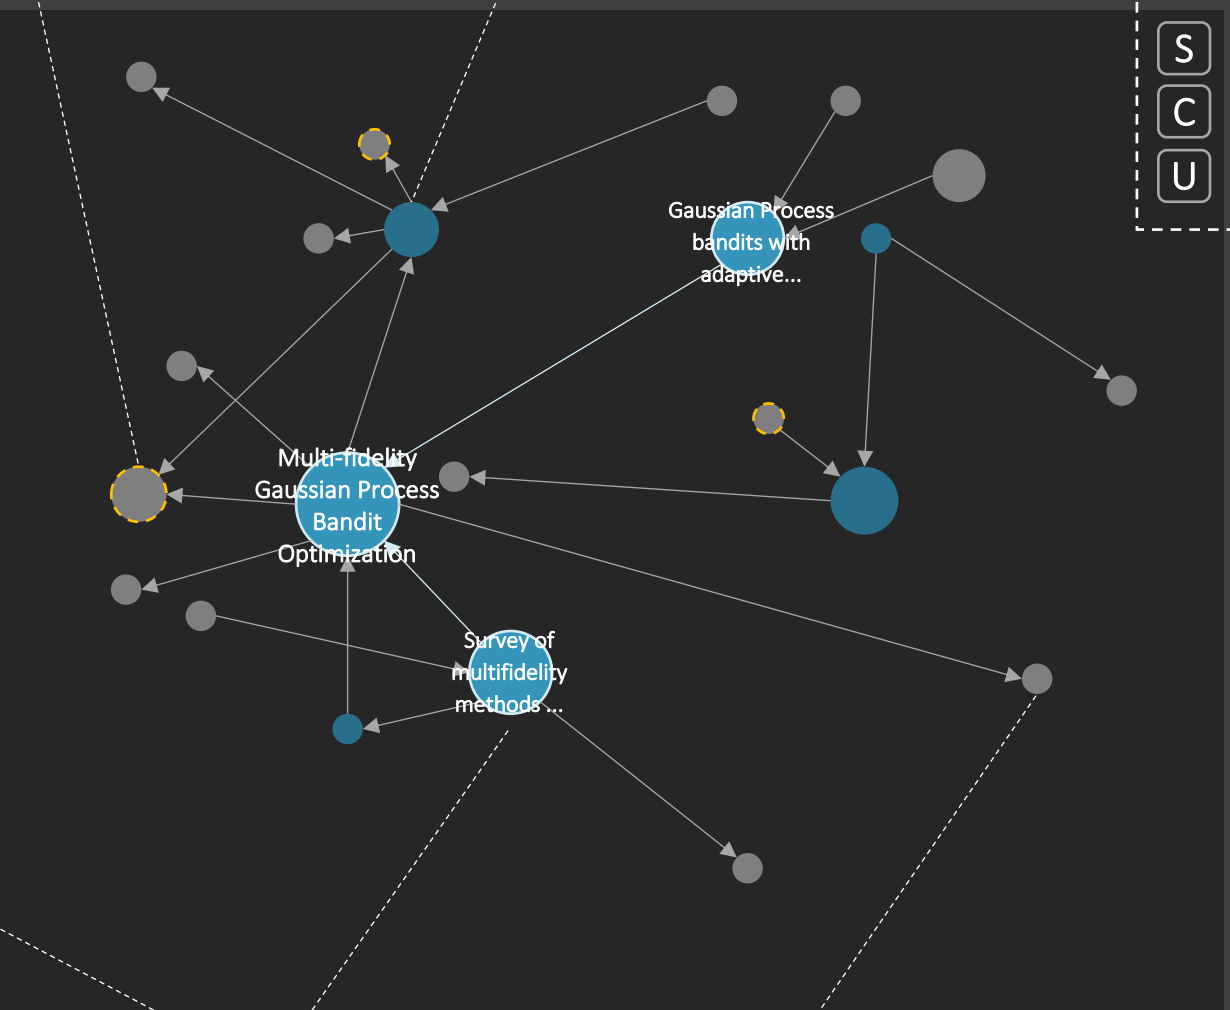 S
C
U
Gaussian Process
bandits with
adaptive...
Multi-fidelity
Gaussian Process
Bandit
Optimization
Survey of
multifidelity
methods ...